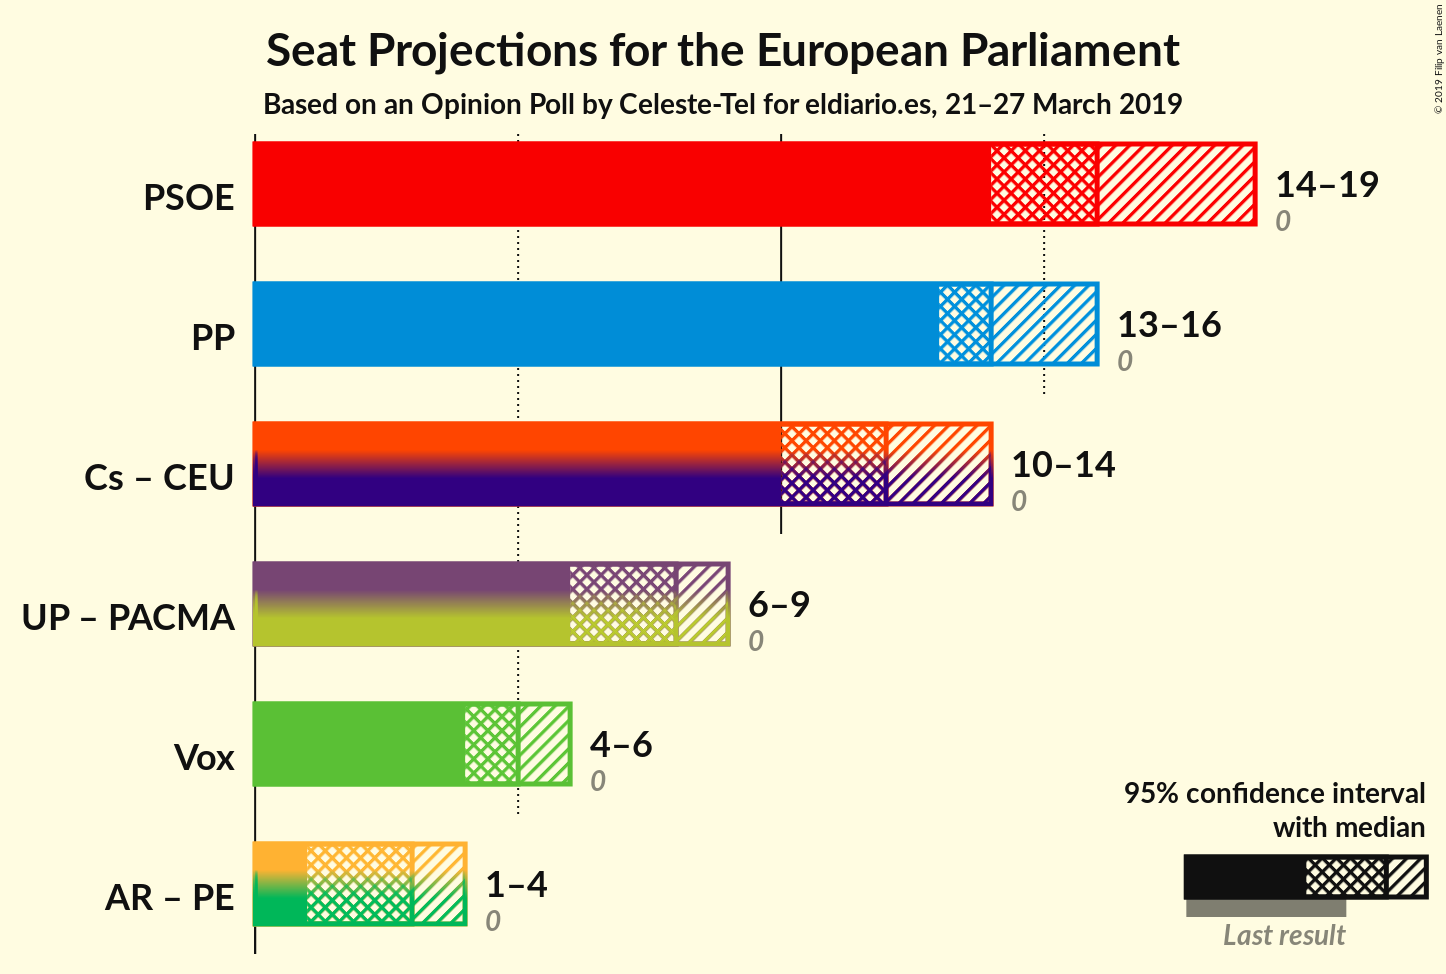 Seat Projections for the European Parliament
Based on an Opinion Poll by Celeste-Tel for eldiario.es, 21–27 March 2019
© 2019 Filip van Laenen
PSOE
14–19
0
PP
13–16
0
Cs – CEU
10–14
0
UP – PACMA
6–9
0
Vox
4–6
0
AR – PE
1–4
0
95% confidence interval
with median
Last result